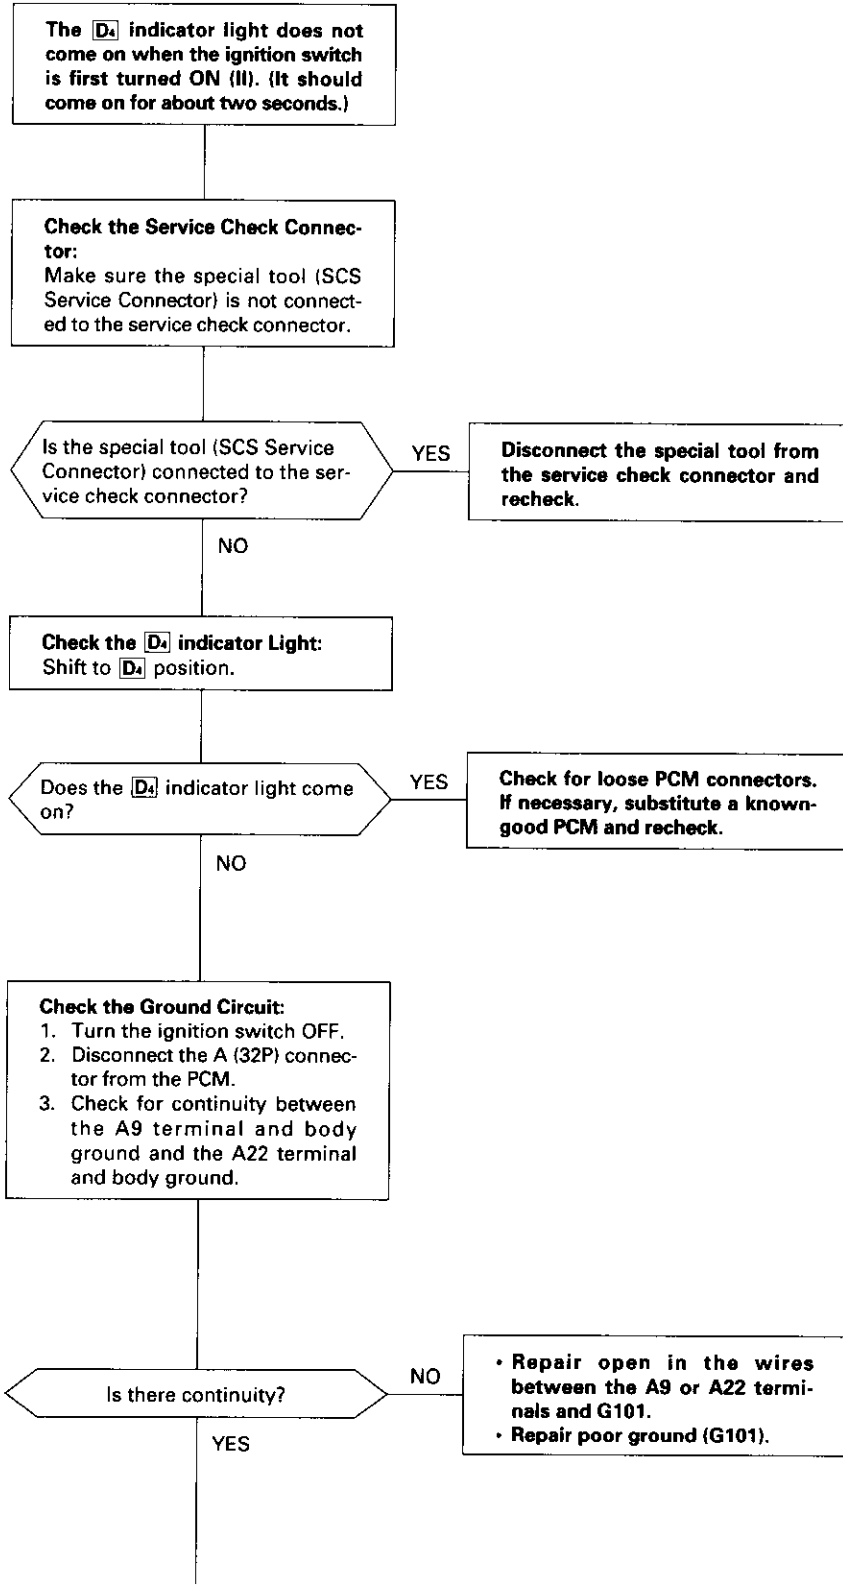 The D4 indicator light does not
come on when the ignition switch
is first turned ON (II). (It should
come on for about two seconds.)
Check the Service Check Connec-
tor:
Make sure the special tool (SCS
Service Connector) is not connect-
ed to the service check connector.
Is the special tool (SCS Service
Connector) connected to the ser-
vice check connector?
YES
Disconnect the special tool from
the service check connector and
recheck.
NO
Check the D4 indicator Light:
Shift to D4 position.
Does the D4 indicator light come
on?
YES
Check for loose PCM connectors.
If necessary, substitute a known-
good PCM and recheck.
NO
Check the Ground Circuit:
1. Turn the ignition switch OFF.
2. Disconnect the A (32P) connec-
tor from the PCM.
3. Check for continuity between
the A9 terminal and body
ground and the A22 terminal
and body ground.
Is there continuity?
NO
• Repair open in the wires
between the A9 or A22 termi-
nals and G101.
• Repair poor ground (G101).
YES